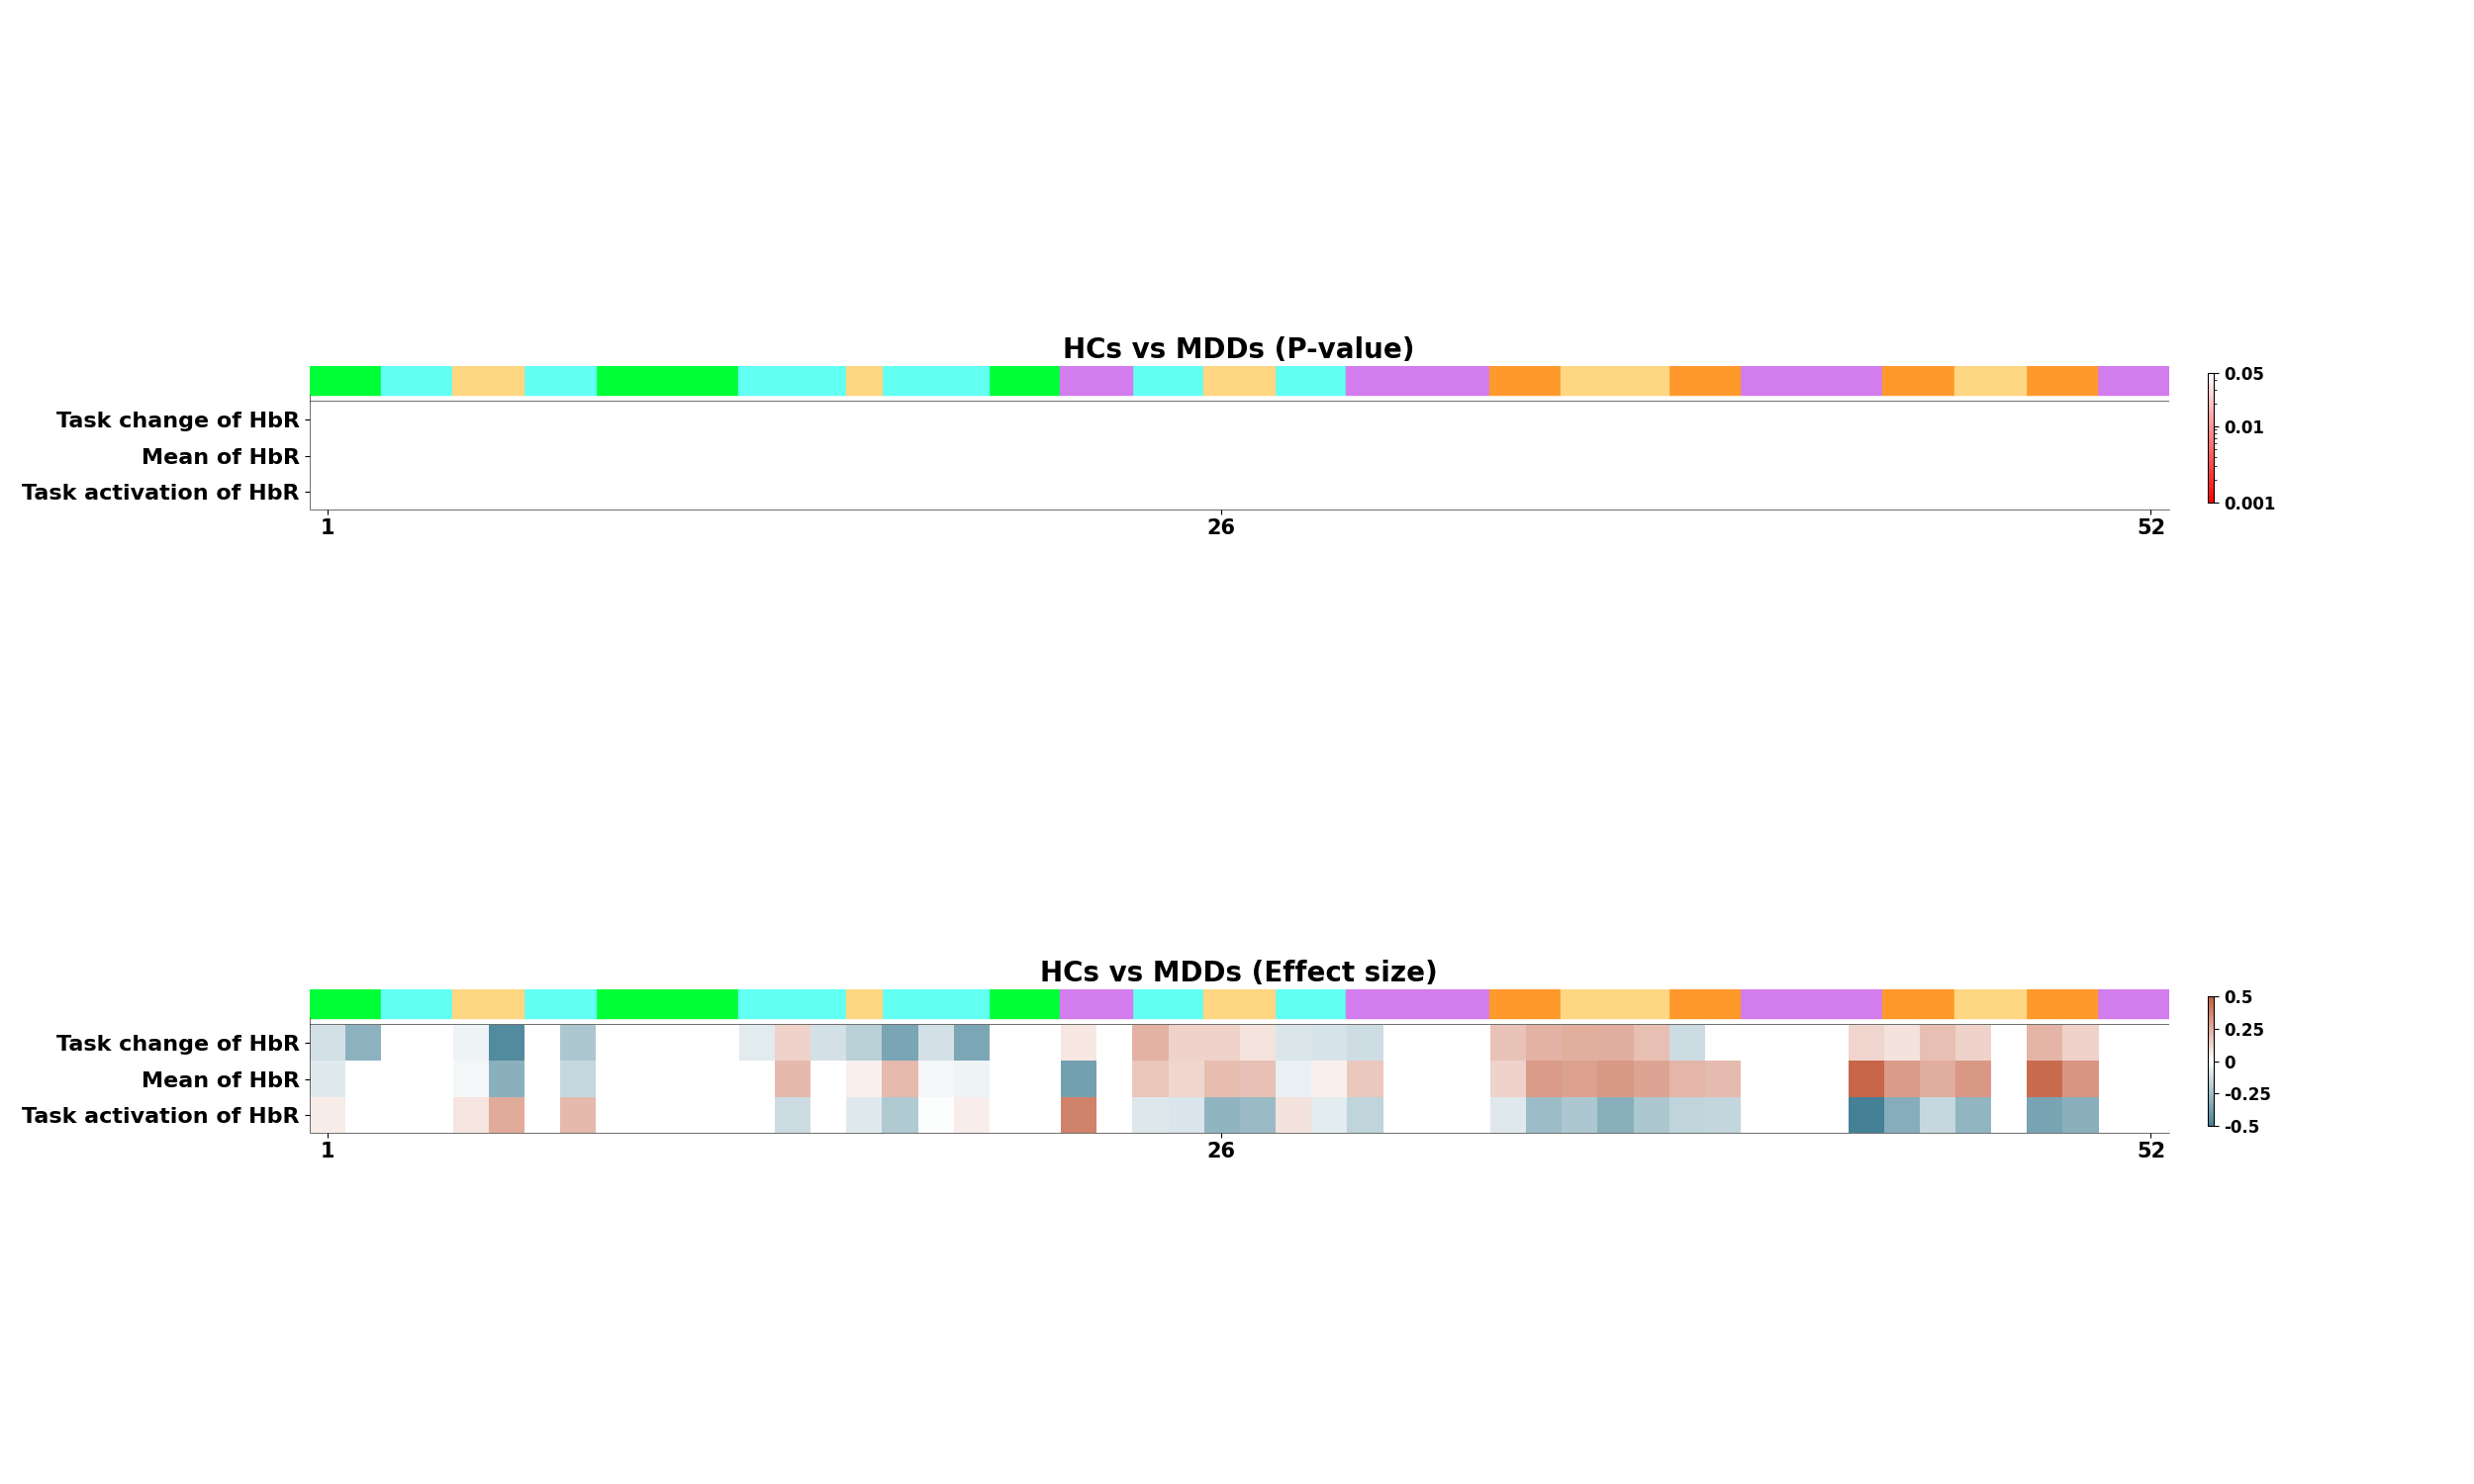 HCs vs MDDs (P-value)
Task change of HbR
Mean of HbR
Task activation of HbR
1 26 52
0.05
0.01
0.001
HCs vs MDDs (Effect size)
Task change of HbR
Mean of HbR
Task activation of HbR
1 26 52
0.5
0.25
0
-0.25
-0.5